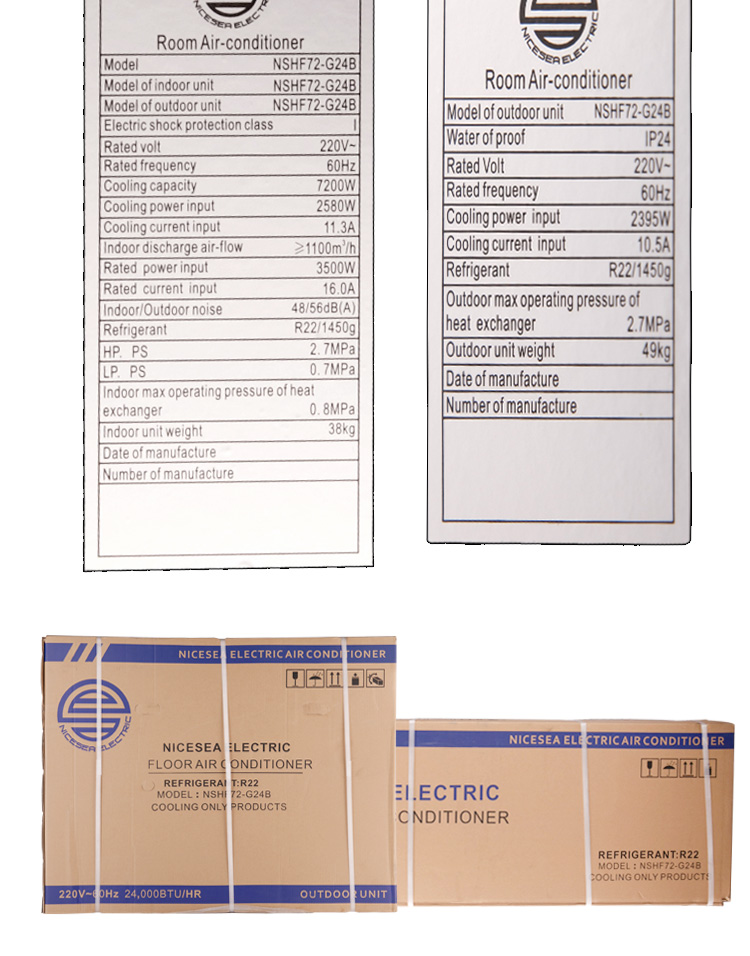 NICESEA ELECTRIC
Room Air-conditioner
Model NSHF72-G24B
Model of indoor unit NSHF72-G24B
Model of outdoor unit NSHF72-G24B
Electric shock protection class I
Rated volt 220V~
Rated frequency 60Hz
Cooling capacity 7200W
Cooling power input 2580W
Cooling current input 11.3A
Indoor discharge air-flow ≥1100m³/h
Rated power input 3500W
Rated current input 16.0A
Indoor/Outdoor noise 48/56dB(A)
Refrigerant R22/1450g
HP. PS 2.7MPa
LP. PS 0.7MPa
Indoor max operating pressure of heat
exchanger 0.8MPa
Indoor unit weight 38kg
Date of manufacture
Number of manufacture
NICESEA ELECTRIC
Room Air-conditioner
Model of outdoor unit NSHF72-G24B
Water of proof IP24
Rated Volt 220V~
Rated frequency 60Hz
Cooling power input 2395W
Cooling current input 10.5A
Refrigerant R22/1450g
Outdoor max operating pressure of
heat exchanger 2.7MPa
Outdoor unit weight 49kg
Date of manufacture
Number of manufacture
NICESEA ELECTRIC AIR CONDITIONER
NICESEA ELECTRIC
NICESEA ELECTRIC
FLOOR AIR CONDITIONER
REFRIGERANT:R22
MODEL : NSHF72-G24B
COOLING ONLY PRODUCTS
220V~60Hz 24,000BTU/HR OUTDOOR UNIT
NICESEA ELECTRIC AIR CONDITIONER
ELECTRIC
CONDITIONER
REFRIGERANT:R22
MODEL : NSHF72-G24B
COOLING ONLY PRODUCTS